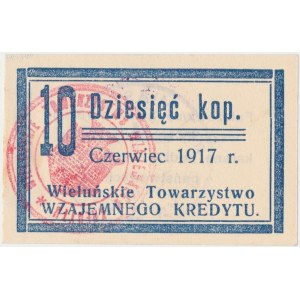 10 Dziesięć kop.
Czerwiec 1917 r.
Wieluńskie Towarzystwo
WZAJEMNEGO KREDYTU.